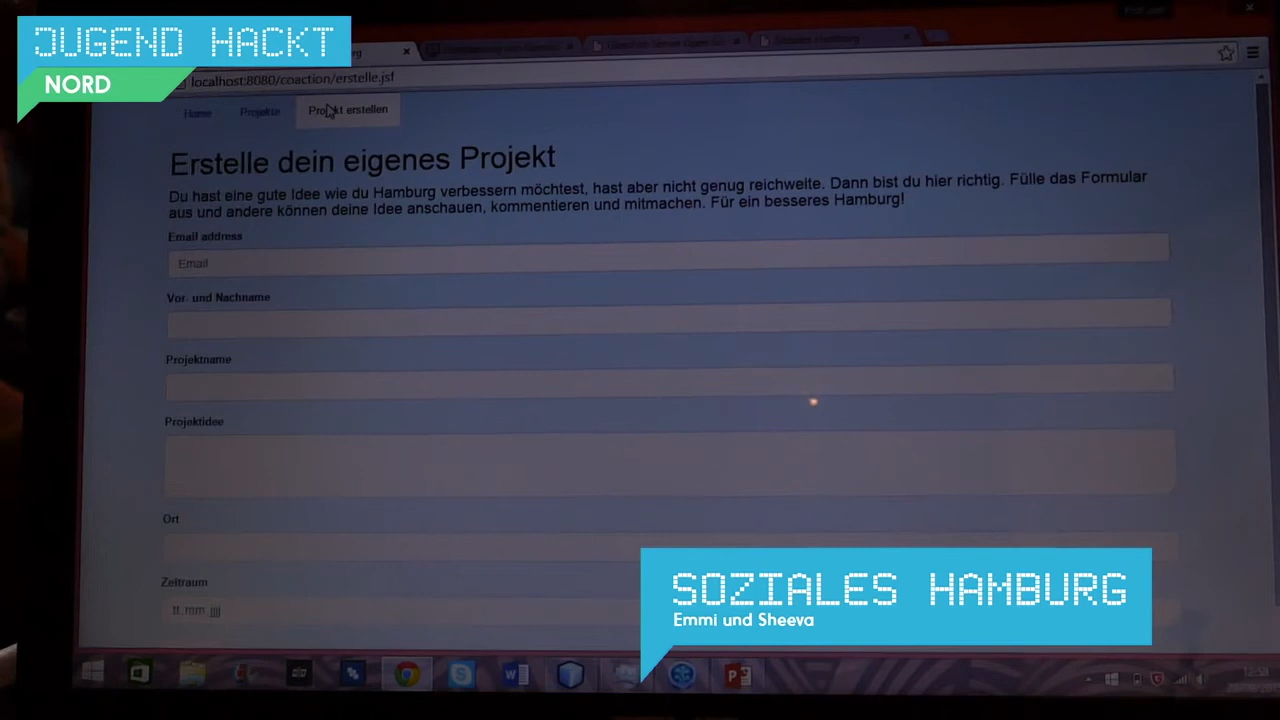 JUGEND HACKT
NORD
localhost:8080/coaction/erstelle.jsf
Home
Projekte
Projekt erstellen
Erstelle dein eigenes Projekt
Du hast eine gute Idee wie du Hamburg verbessern möchtest, hast aber nicht genug reichweite. Dann bist du hier richtig. Fülle das Formular
aus und andere können deine Idee anschauen, kommentieren und mitmachen. Für ein besseres Hamburg!
Email address
Email
Vor- und Nachname
Projektname
Projektidee
Ort
Zeitraum
tt.mm.jjjj
SOZIALES HAMBURG
Emmi und Sheeva